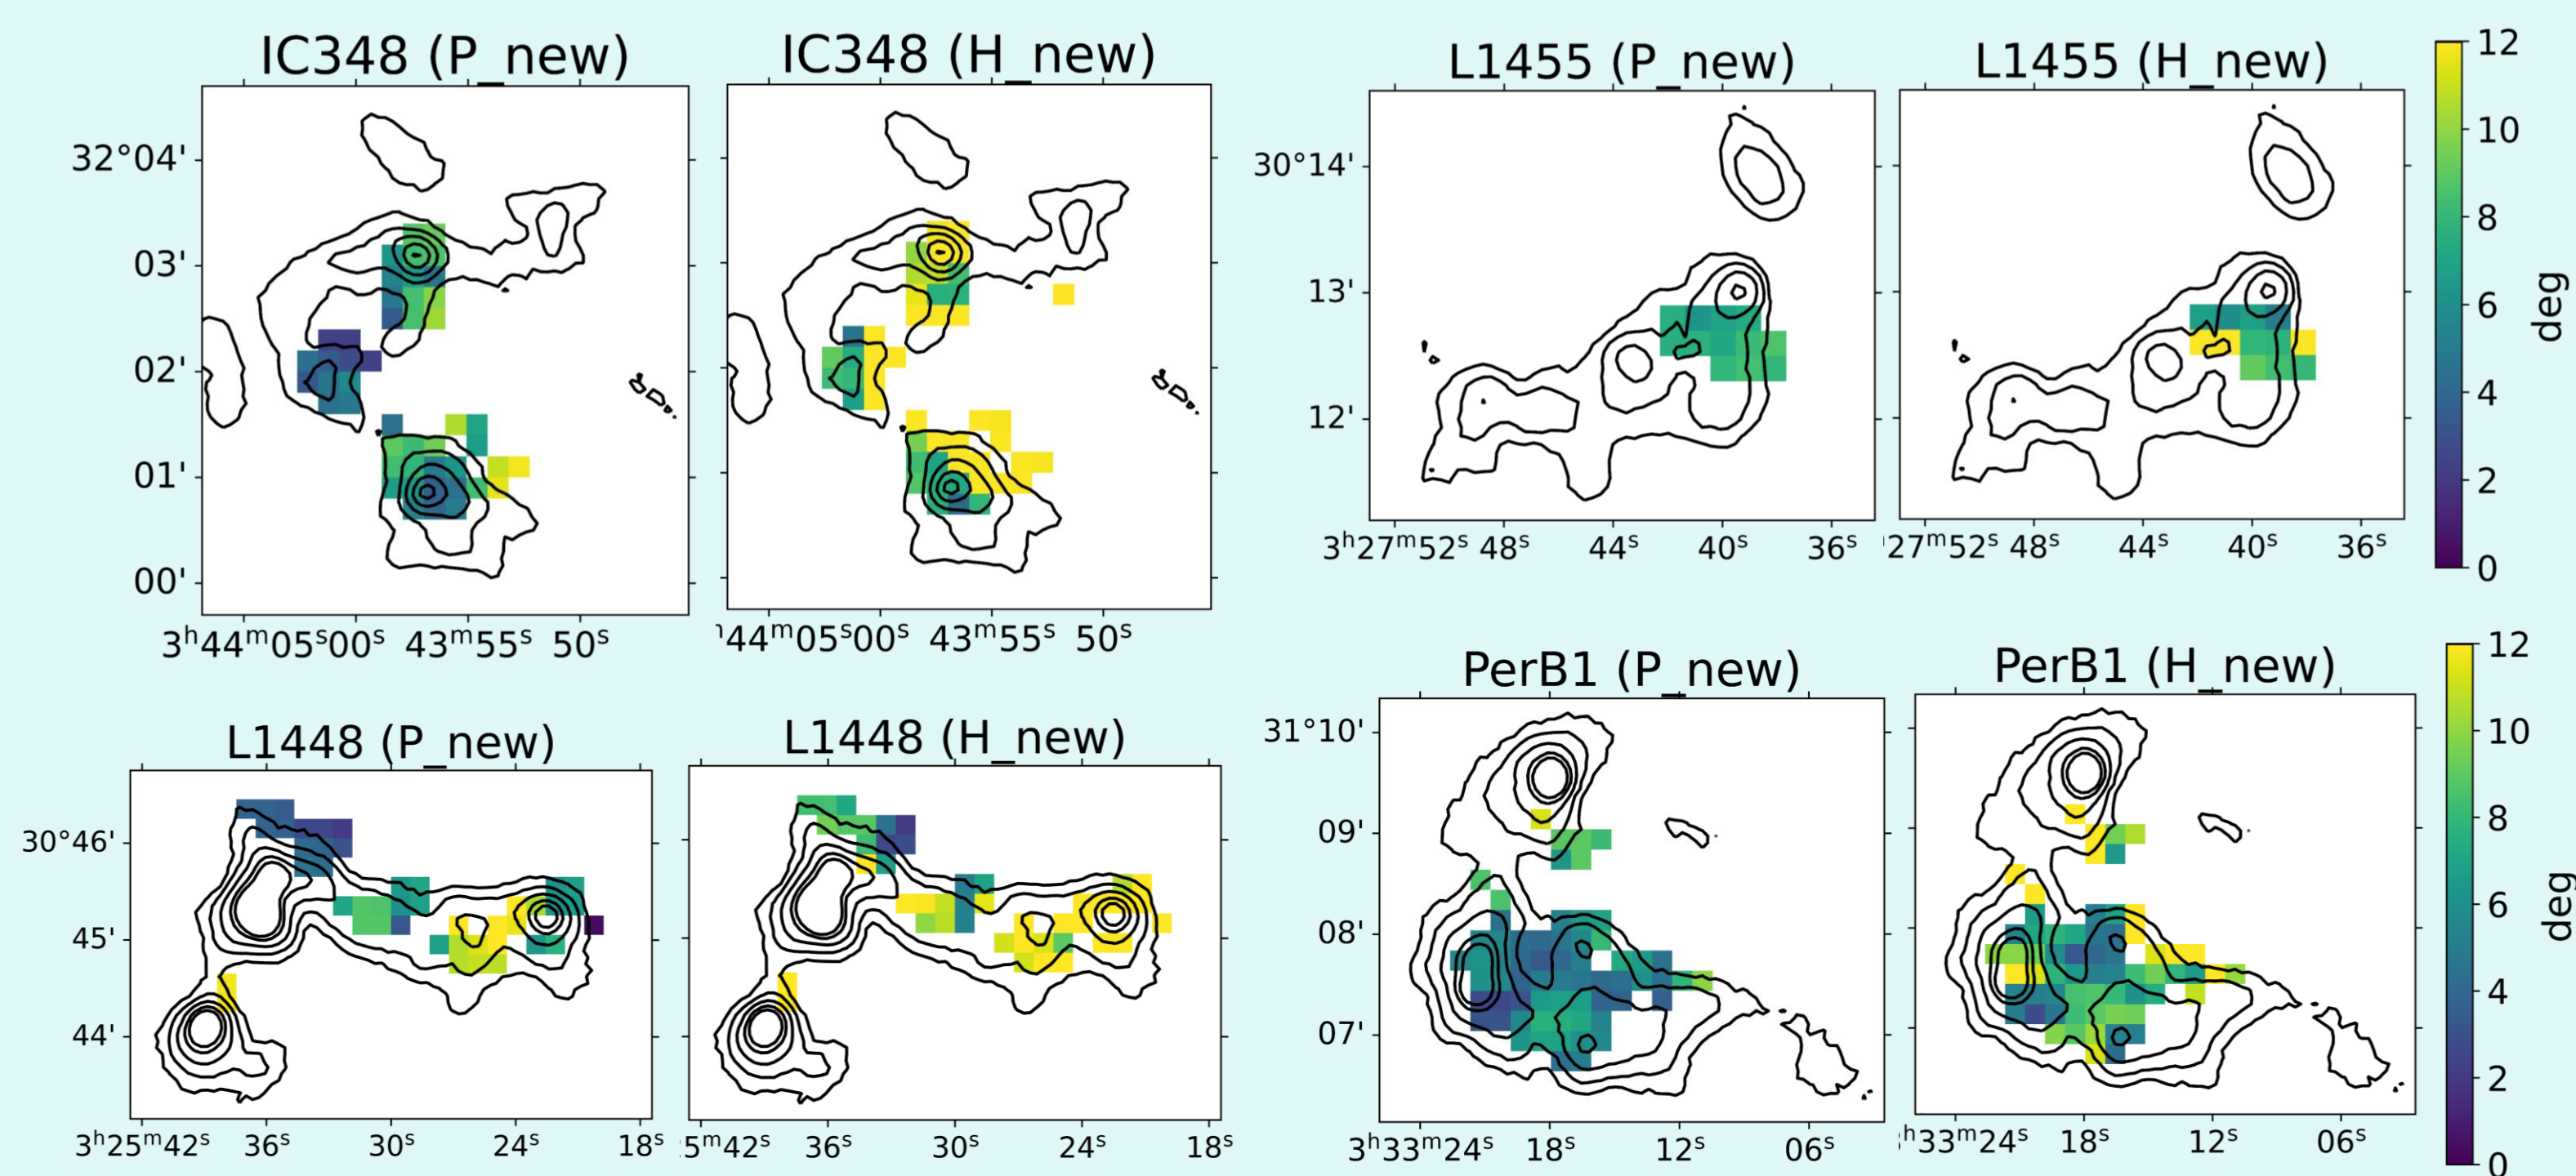 IC348 (P_new)
32°04'
03'
02'
01'
00'
3ʰ44ᵐ05ˢ00ˢ 43ᵐ55ˢ 50ˢ
IC348 (H_new)
ʰ44ᵐ05ˢ00ˢ 43ᵐ55ˢ 50ˢ
L1455 (P_new)
30°14'
13'
12'
3ʰ27ᵐ52ˢ 48ˢ 44ˢ 40ˢ 36ˢ
L1455 (H_new)
27ᵐ52ˢ 48ˢ 44ˢ 40ˢ 36ˢ
12
10
8
6
4
2
0
deg
L1448 (P_new)
30°46'
45'
44'
3ʰ25ᵐ42ˢ 36ˢ 30ˢ 24ˢ 18ˢ
L1448 (H_new)
5ᵐ42ˢ 36ˢ 30ˢ 24ˢ 18ˢ
PerB1 (P_new)
31°10'
09'
08'
07'
3ʰ33ᵐ24ˢ 18ˢ 12ˢ 06ˢ
PerB1 (H_new)
ʰ33ᵐ24ˢ 18ˢ 12ˢ 06ˢ
12
10
8
6
4
2
0
deg